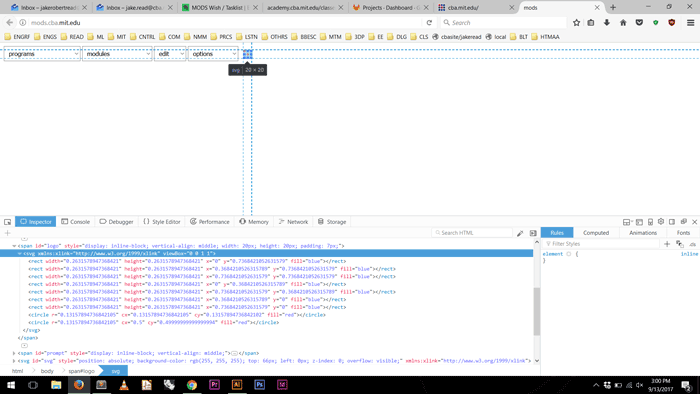 Inbox – jakerobertread@
Inbox – jake.read@cba.
MODS Wish / Tasklist
academy.cba.mit.edu/classe
Projects - Dashboard - G
cba.mit.edu/
mods
mods.cba.mit.edu
Search
ENGRF
ENGS
READ
ML
MIT
CNTRL
COM
NMM
PRCS
LSTN
OTHRS
BBESC
MTM
3DP
EE
DLG
CLS
cbasite/jakeread
local
BLT
HTMAA
programs
modules
edit
options
svg | 20 × 20
Inspector
Console
Debugger
Style Editor
Performance
Memory
Network
Storage
Search HTML
Rules
Computed
Animations
Fonts
Filter Styles
element { inline
}
<span id="logo" style="display: inline-block; vertical-align: middle; width: 20px; height: 20px; padding: 7px;">
<svg xmlns:xlink="http://www.w3.org/1999/xlink" viewBox="0 0 1 1">
<rect width="0.2631578947368421" height="0.2631578947368421" x="0" y="0.7368421052631579" fill="blue"></rect>
<rect width="0.2631578947368421" height="0.2631578947368421" x="0.3684210526315789" y="0.7368421052631579" fill="blue"></rect>
<rect width="0.2631578947368421" height="0.2631578947368421" x="0.7368421052631579" y="0.7368421052631579" fill="blue"></rect>
<rect width="0.2631578947368421" height="0.2631578947368421" x="0" y="0.3684210526315789" fill="blue"></rect>
<rect width="0.2631578947368421" height="0.2631578947368421" x="0.7368421052631579" y="0.3684210526315789" fill="blue"></rect>
<rect width="0.2631578947368421" height="0.2631578947368421" x="0.3684210526315789" y="0" fill="blue"></rect>
<rect width="0.2631578947368421" height="0.2631578947368421" x="0.7368421052631579" y="0" fill="blue"></rect>
<circle r="0.13157894736842105" cx="0.13157894736842105" cy="0.13157894736842102" fill="red"></circle>
<circle r="0.13157894736842105" cx="0.5" cy="0.49999999999999994" fill="red"></circle>
</svg>
</span>
<span id="prompt" style="display: inline-block; vertical-align: middle;"></span>
<svg id="svg" style="position: absolute; background-color: rgb(255, 255, 255); top: 66px; left: 0px; z-index: 0; overflow: visible;" xmlns:xlink="http://www.w3.org/1999/xlink">
html
body
span#logo
svg
3:00 PM
9/13/2017